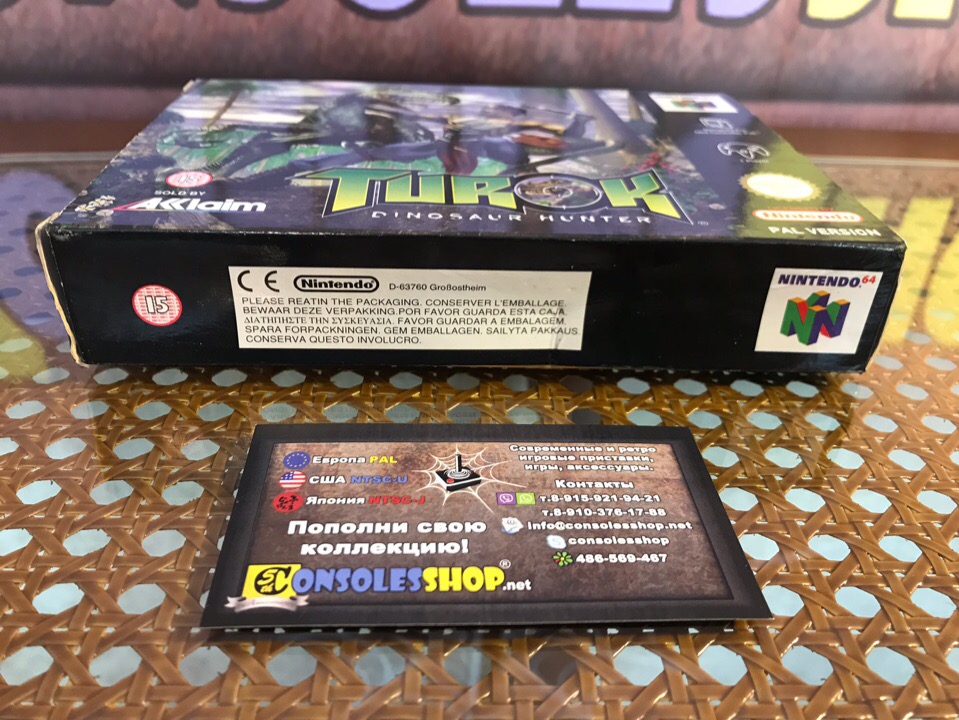 CONSOLESSH
SOLD BY
AKKlaim
TUROK
DINOSAUR HUNTER
TM
Nintendo
PAL VERSION
15
CE Nintendo D-63760 Großostheim
PLEASE REATIN THE PACKAGING. CONSERVER L'EMBALLAGE.
BEWAAR DEZE VERPAKKING.POR FAVOR GUARDA ESTA CAJA.
ΔΙΑΤΗΠΗΣΤΕ ΤΗΝ ΣΥΣΚΕΥΑΣΙΑ. FAVOR GUARDAR A EMBALAGEM.
SPARA FORPACKNINGEN. GEM EMBALLAGEN. SAILYTA PAKKAUS.
CONSERVA QUESTO INVOLUCRO.
NINTENDO 64
Европа PAL
США NTSC-U
Япония NTSC-J
Пополни свою
коллекцию!
CONSOLESSHOP.net
®
Современные и ретро
игровые приставки,
игры, аксессуары.
Контакты
т.8-915-921-94-21
т.8-910-376-17-88
info@consolesshop.net
consolesshop
486-569-467